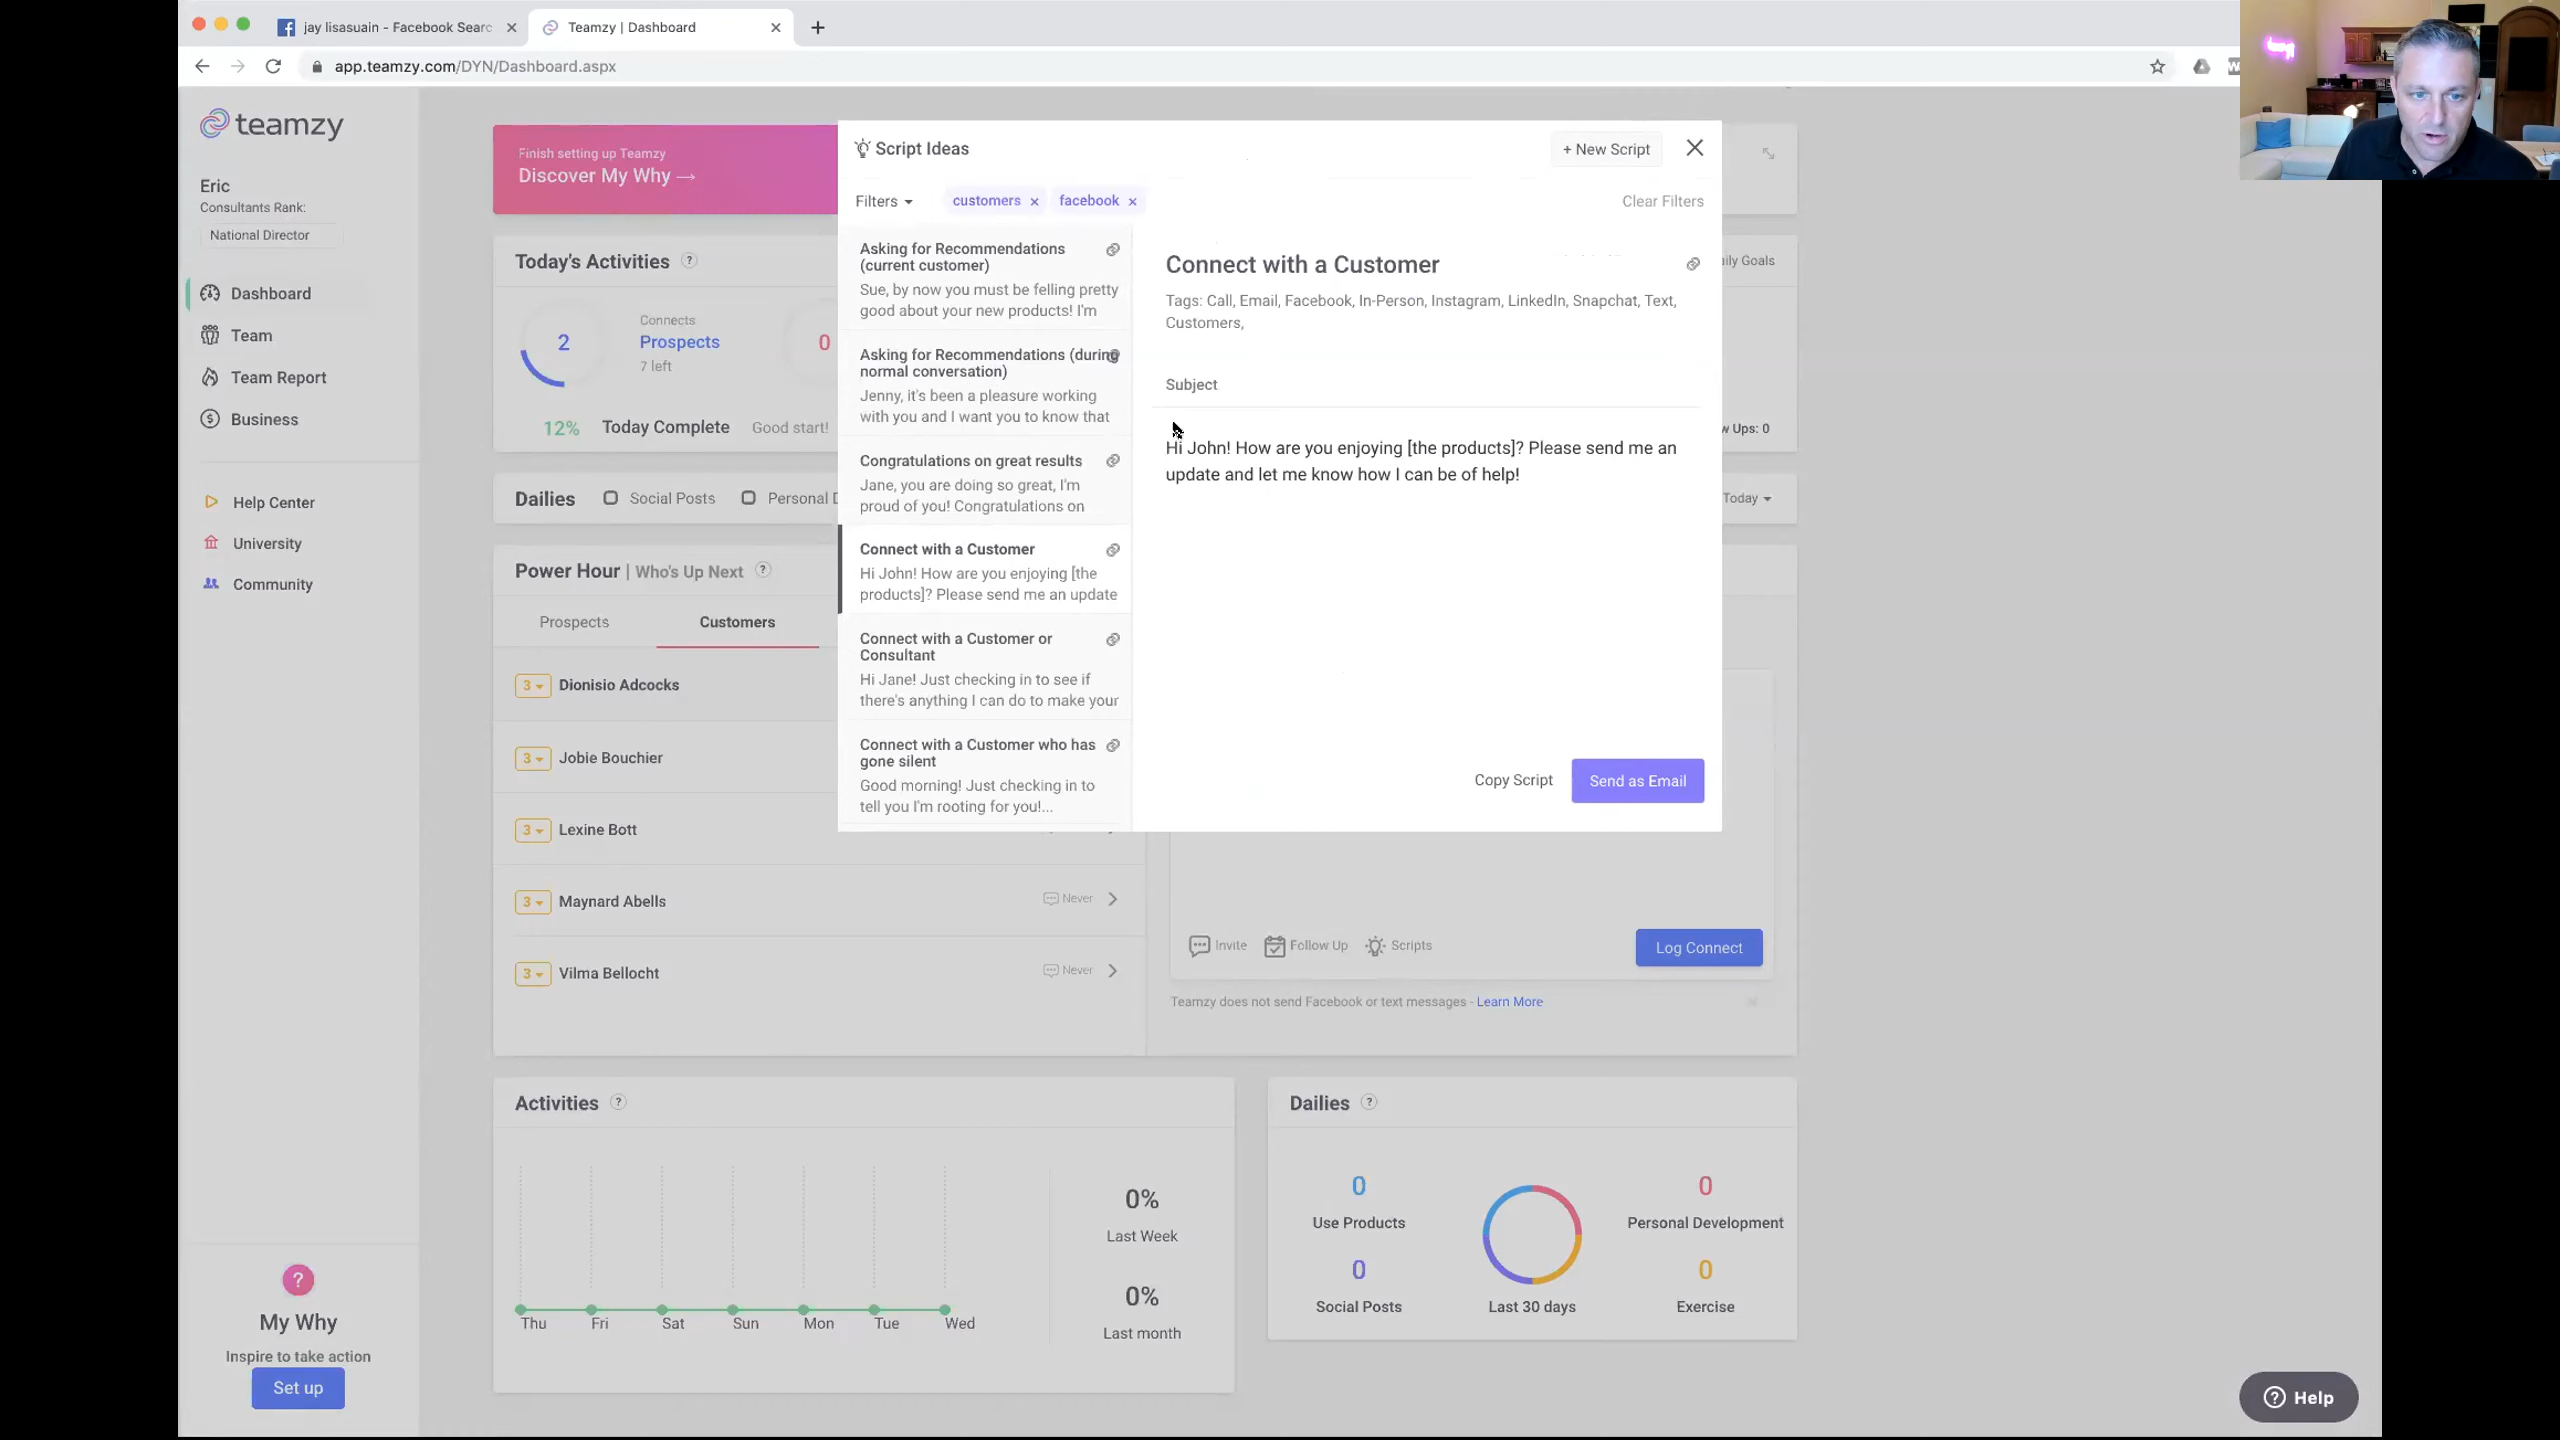 jay lisasuain - Facebook Searc
Teamzy | Dashboard
app.teamzy.com/DYN/Dashboard.aspx
teamzy
Eric
Consultants Rank:
National Director
Dashboard
Team
Team Report
Business
Help Center
University
Community
My Why
Inspire to take action
Set up
Finish setting up Teamzy
Discover My Why →
Today's Activities
2
Connects
Prospects
7 left
0
12% Today Complete Good start!
ily Goals
w Ups: 0
Dailies Social Posts Personal D
Today
Power Hour | Who's Up Next
Prospects Customers
3 Dionisio Adcocks
3 Jobie Bouchier
3 Lexine Bott
3 Maynard Abells Never
3 Vilma Bellocht Never
Script Ideas
+ New Script
Filters customers × facebook × Clear Filters
Asking for Recommendations
(current customer)
Sue, by now you must be felling pretty
good about your new products! I'm
Asking for Recommendations (during
normal conversation)
Jenny, it's been a pleasure working
with you and I want you to know that
Congratulations on great results
Jane, you are doing so great, I'm
proud of you! Congratulations on
Connect with a Customer
Hi John! How are you enjoying [the
products]? Please send me an update
Connect with a Customer or
Consultant
Hi Jane! Just checking in to see if
there's anything I can do to make your
Connect with a Customer who has
gone silent
Good morning! Just checking in to
tell you I'm rooting for you!...
Connect with a Customer
Tags: Call, Email, Facebook, In-Person, Instagram, LinkedIn, Snapchat, Text,
Customers,
Subject
Hi John! How are you enjoying [the products]? Please send me an
update and let me know how I can be of help!
Copy Script Send as Email
Invite Follow Up Scripts Log Connect
Teamzy does not send Facebook or text messages - Learn More
Activities
Thu Fri Sat Sun Mon Tue Wed
0%
Last Week
0%
Last month
Dailies
0
Use Products
0
Social Posts
Last 30 days
0
Personal Development
0
Exercise
Help